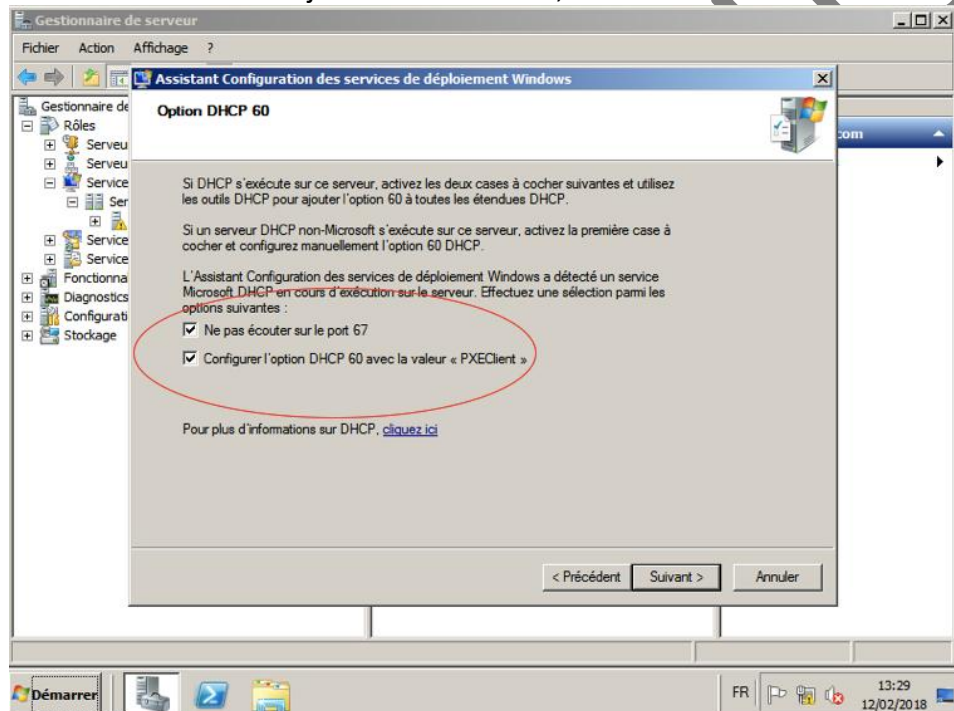 Gestionnaire de serveur
Fichier Action Affichage ?
Assistant Configuration des services de déploiement Windows
Gestionnaire de
Rôles
Serveu
Serveu
Service
Ser
Service
Service
Fonctionna
Diagnostics
Configurati
Stockage
com
Option DHCP 60
Si DHCP s'exécute sur ce serveur, activez les deux cases à cocher suivantes et utilisez
les outils DHCP pour ajouter l'option 60 à toutes les étendues DHCP.
Si un serveur DHCP non-Microsoft s'exécute sur ce serveur, activez la première case à
cocher et configurez manuellement l'option 60 DHCP.
L'Assistant Configuration des services de déploiement Windows a détecté un service
Microsoft DHCP en cours d'exécution sur le serveur. Effectuez une sélection parmi les
options suivantes :
Ne pas écouter sur le port 67
Configurer l'option DHCP 60 avec la valeur « PXEClient »
Pour plus d'informations sur DHCP, cliquez ici
< Précédent Suivant > Annuler
Démarrer FR 13:29
12/02/2018